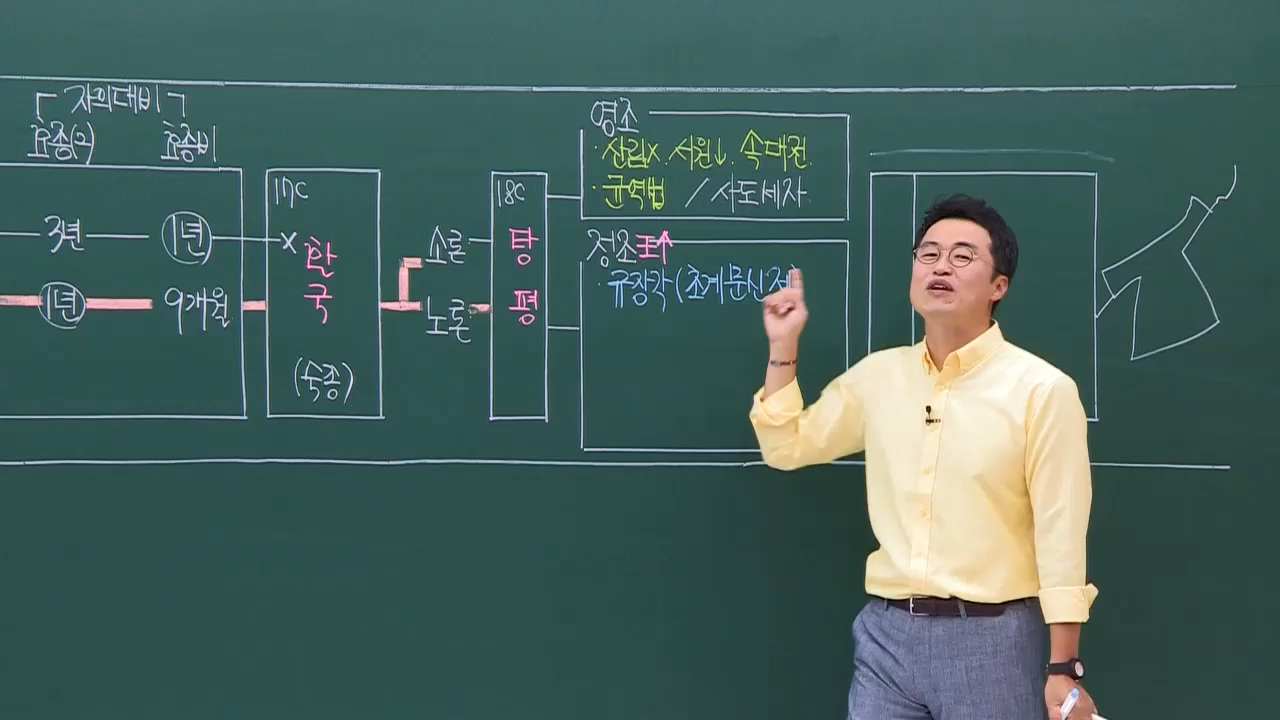 자의대비
효종(2) 효종비
3년 1년 X
1년 9개월
17C
환
국
(숙종)
소론
노론
18C
탕
평
영조
· 산림X. 서원↓. 속대전.
· 균역법 / 사도세자
정조 王↑
· 규장각 (초계문신제)